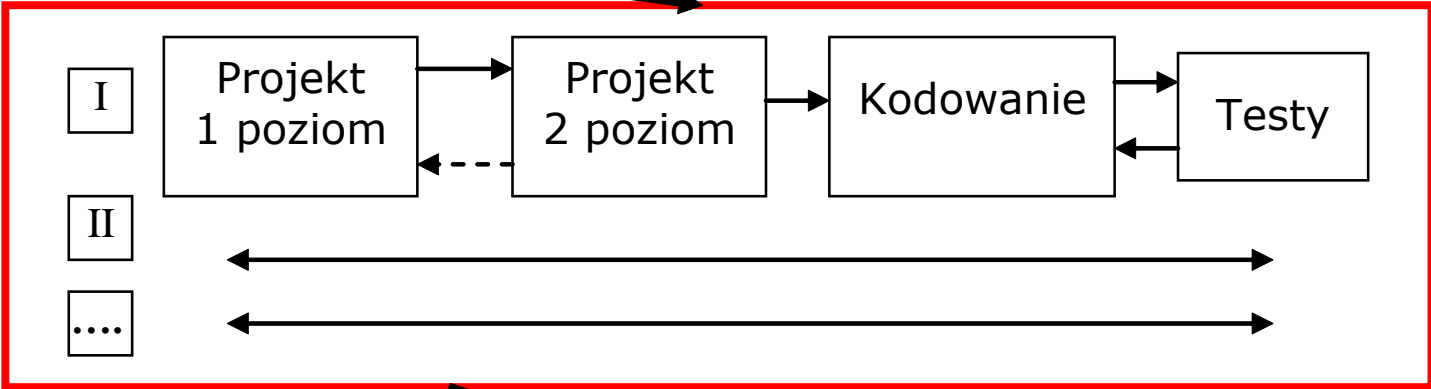 I
Projekt
1 poziom
Projekt
2 poziom
Kodowanie
Testy
II
....